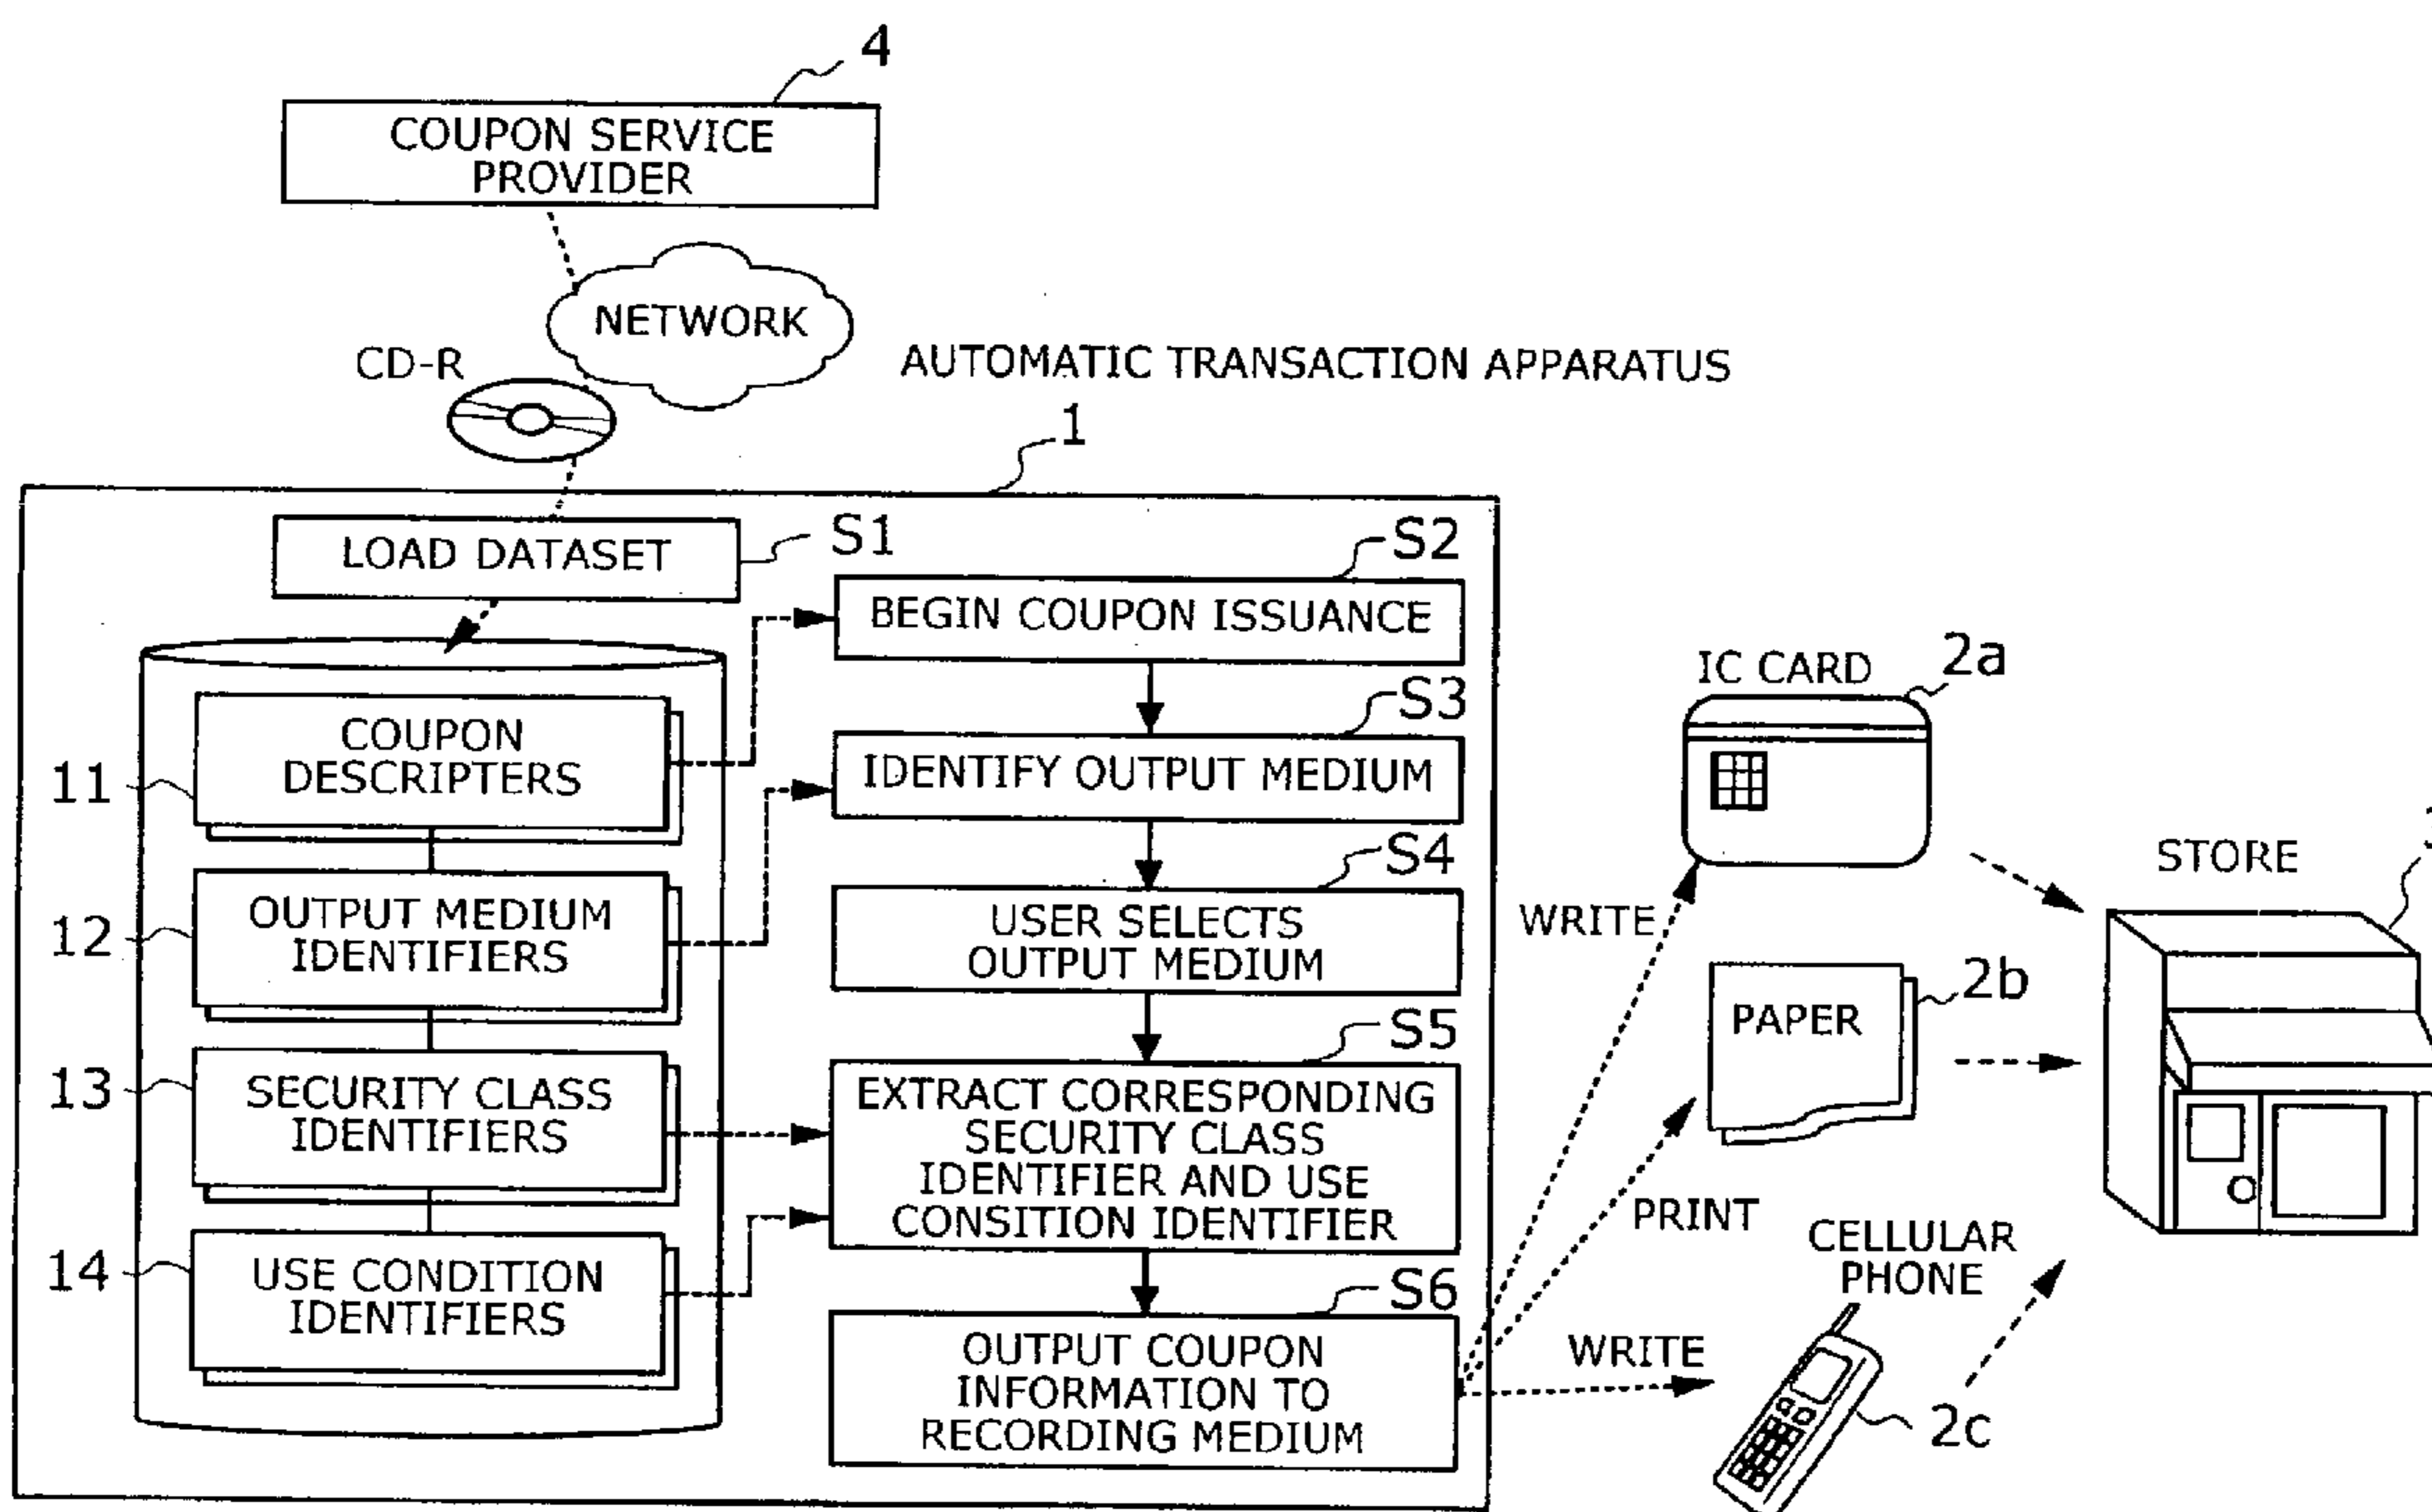 4
COUPON SERVICE
PROVIDER
NETWORK
CD-R
AUTOMATIC TRANSACTION APPARATUS
1
LOAD DATASET
S1
S2
BEGIN COUPON ISSUANCE
S3
IDENTIFY OUTPUT MEDIUM
S4
USER SELECTS
OUTPUT MEDIUM
S5
EXTRACT CORRESPONDING
SECURITY CLASS
IDENTIFIER AND USE
CONSITION IDENTIFIER
S6
OUTPUT COUPON
INFORMATION TO
RECORDING MEDIUM
11
COUPON
DESCRIPTERS
12
OUTPUT MEDIUM
IDENTIFIERS
13
SECURITY CLASS
IDENTIFIERS
14
USE CONDITION
IDENTIFIERS
IC CARD
2a
WRITE
PAPER
2b
PRINT
CELLULAR
PHONE
WRITE
2c
STORE